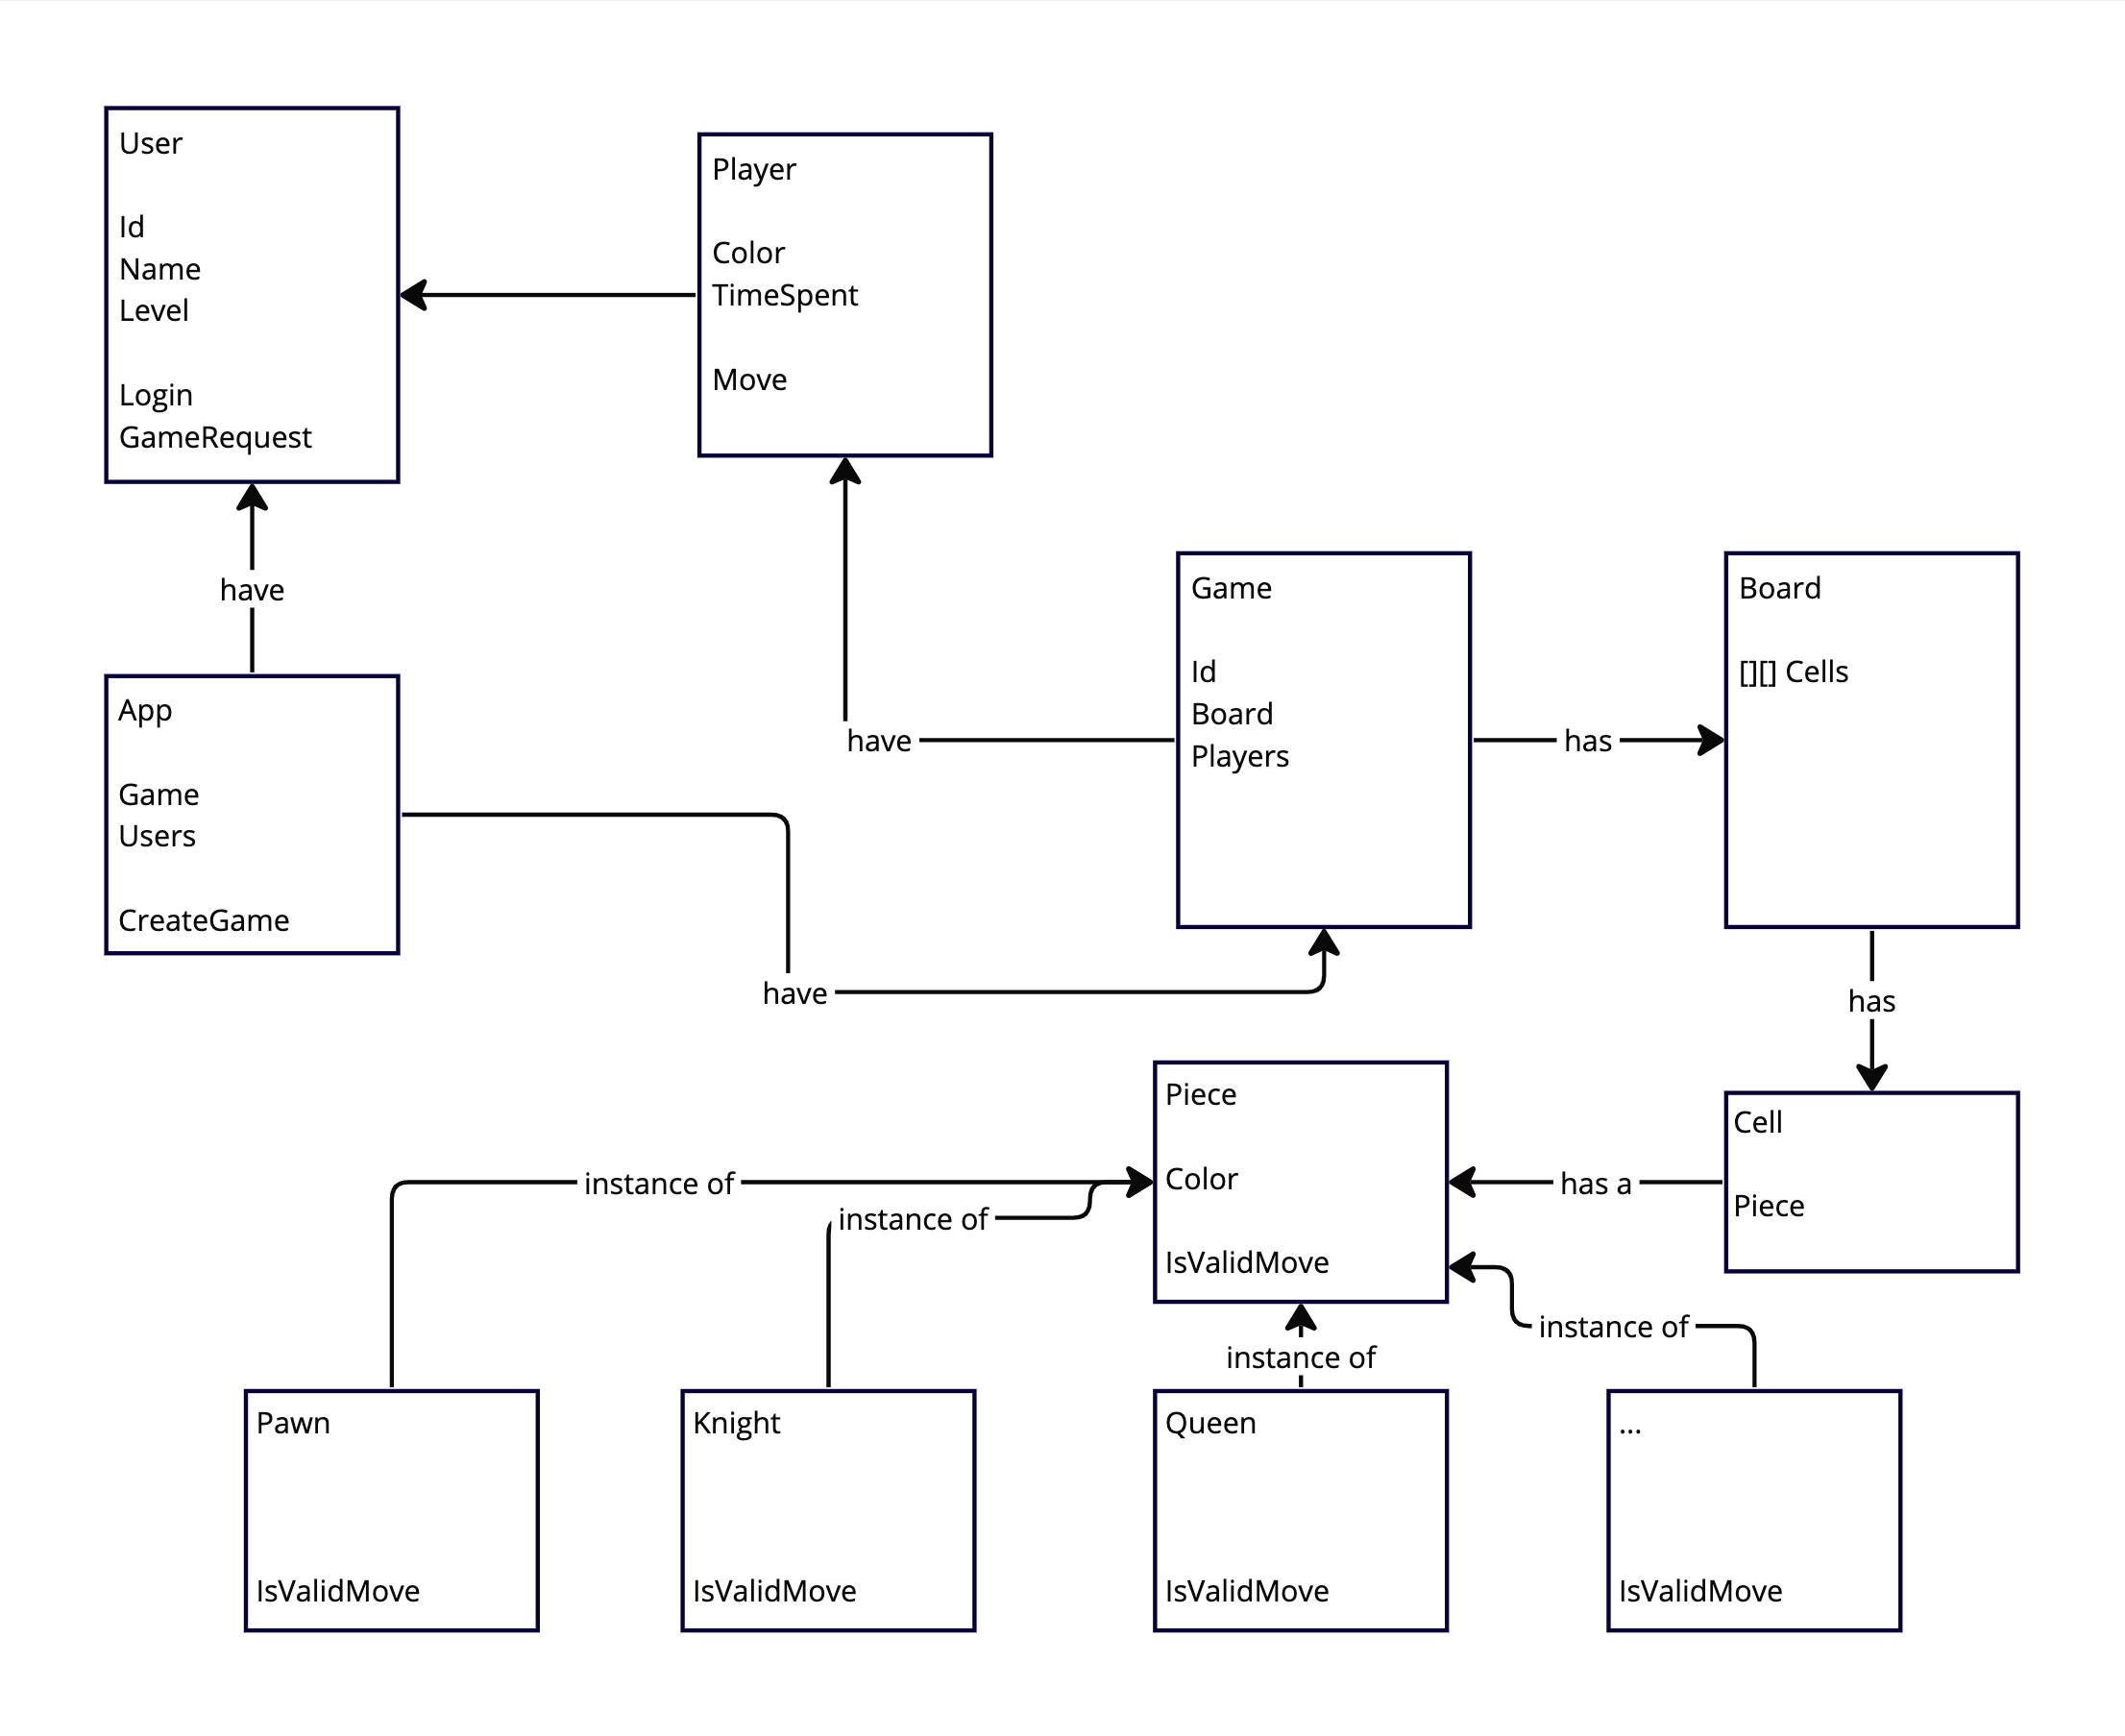 User
Id
Name
Level
Login
GameRequest
Player
Color
TimeSpent
Move
have
App
Game
Users
CreateGame
have
Game
Id
Board
Players
has
Board
[][] Cells
have
has
Piece
Color
IsValidMove
has a
Cell
Piece
instance of
instance of
instance of
instance of
Pawn
IsValidMove
Knight
IsValidMove
Queen
IsValidMove
...
IsValidMove